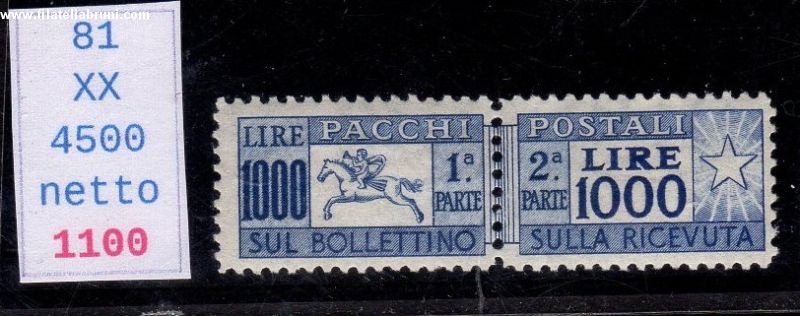 www.filateliabruni.com
81
XX
4500
netto
1100
LIRE PACCHI
1000
1.ª PARTE
SUL BOLLETTINO
POSTALI
2.ª PARTE
LIRE 1000
SULLA RICEVUTA